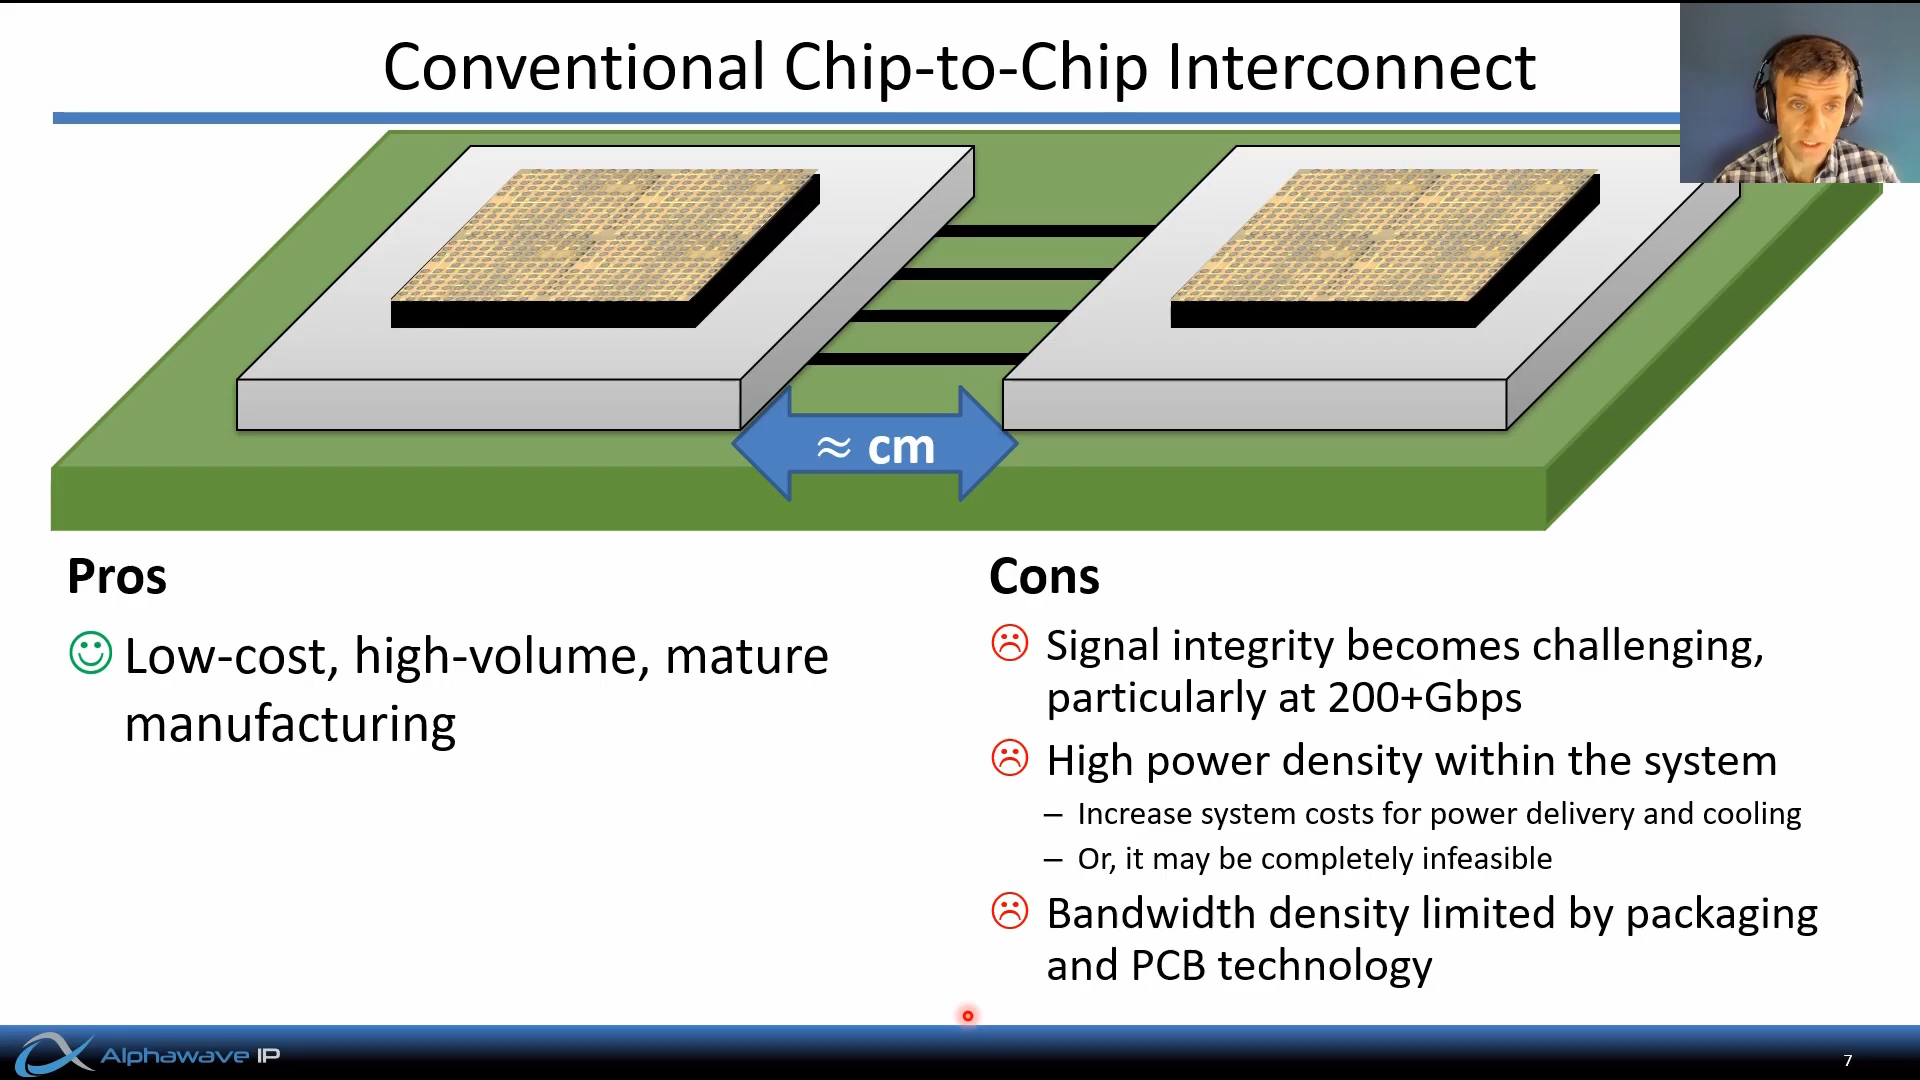 Conventional Chip-to-Chip Interconnect
≈ cm
Pros
Low-cost, high-volume, mature
manufacturing
Cons
Signal integrity becomes challenging,
particularly at 200+Gbps
High power density within the system
– Increase system costs for power delivery and cooling
– Or, it may be completely infeasible
Bandwidth density limited by packaging
and PCB technology
Alphawave IP
7